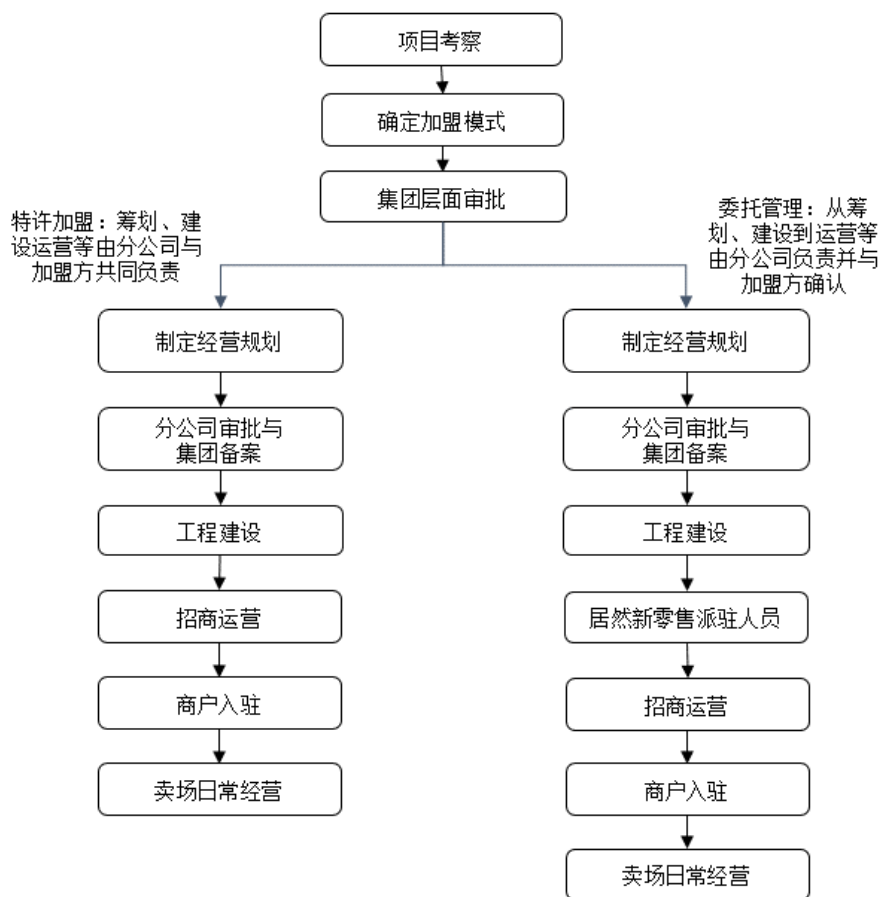 项目考察
确定加盟模式
集团层面审批
特许加盟：筹划、建
设运营等由分公司与
加盟方共同负责
委托管理：从筹
划、建设到运营等
由分公司负责并与
加盟方确认
制定经营规划
分公司审批与
集团备案
工程建设
招商运营
商户入驻
卖场日常经营
制定经营规划
分公司审批与
集团备案
工程建设
居然新零售派驻人员
招商运营
商户入驻
卖场日常经营